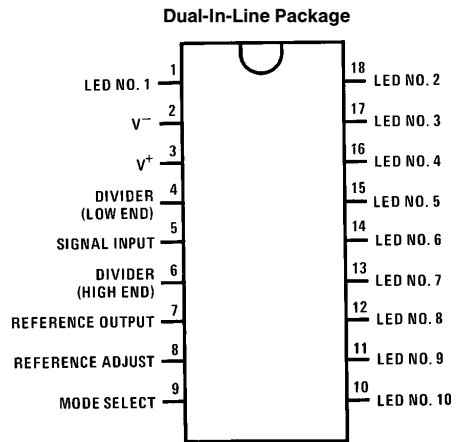 Dual-In-Line Package
LED NO. 1
1
V−
2
V+
3
DIVIDER
(LOW END)
4
SIGNAL INPUT
5
DIVIDER
(HIGH END)
6
REFERENCE OUTPUT
7
REFERENCE ADJUST
8
MODE SELECT
9
18
LED NO. 2
17
LED NO. 3
16
LED NO. 4
15
LED NO. 5
14
LED NO. 6
13
LED NO. 7
12
LED NO. 8
11
LED NO. 9
10
LED NO. 10